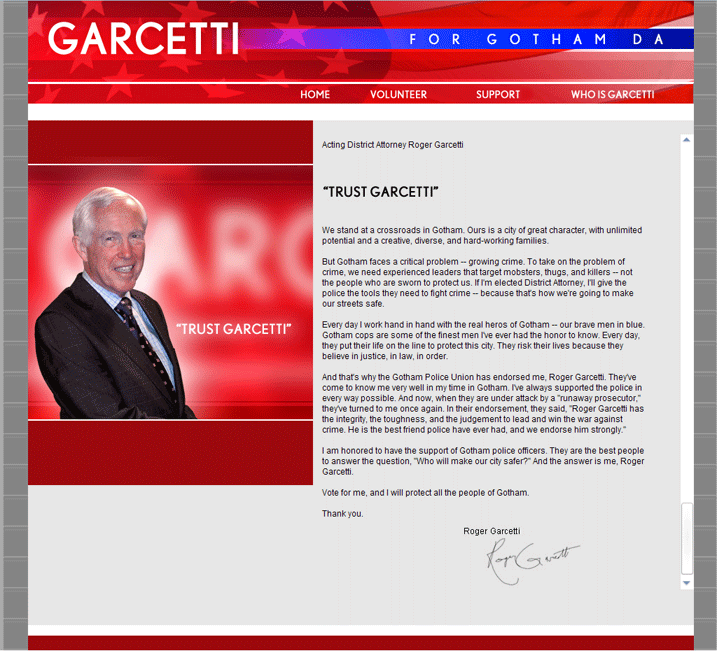 GARCETTI
FOR GOTHAM DA
HOME VOLUNTEER SUPPORT WHO IS GARCETTI
Acting District Attorney Roger Garcetti
"TRUST GARCETTI"
We stand at a crossroads in Gotham. Ours is a city of great character, with unlimited
potential and a creative, diverse, and hard-working families.
But Gotham faces a critical problem -- growing crime. To take on the problem of
crime, we need experienced leaders that target mobsters, thugs, and killers -- not
the people who are sworn to protect us. If I'm elected District Attorney, I'll give the
police the tools they need to fight crime -- because that's how we're going to make
our streets safe.
Every day I work hand in hand with the real heros of Gotham -- our brave men in blue.
Gotham cops are some of the finest men I've ever had the honor to know. Every day,
they put their life on the line to protect this city. They risk their lives because they
believe in justice, in law, in order.
And that's why the Gotham Police Union has endorsed me, Roger Garcetti. They've
come to know me very well in my time in Gotham. I've always supported the police in
every way possible. And now, when they are under attack by a "runaway prosecutor,"
they've turned to me once again. In their endorsement, they said, "Roger Garcetti has
the integrity, the toughness, and the judgement to lead and win the war against
crime. He is the best friend police have ever had, and we endorse him strongly."
I am honored to have the support of Gotham police officers. They are the best people
to answer the question, "Who will make our city safer?" And the answer is me, Roger
Garcetti.
Vote for me, and I will protect all the people of Gotham.
Thank you.
Roger Garcetti
Roger Garcetti
GARC
"TRUST GARCETTI"